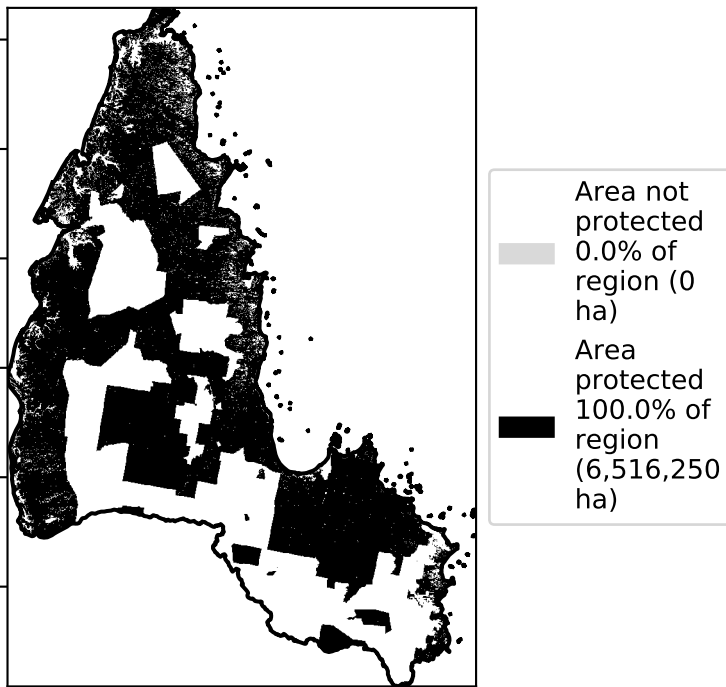 Area not
protected
0.0% of
region (0
ha)
Area
protected
100.0% of
region
(6,516,250
ha)